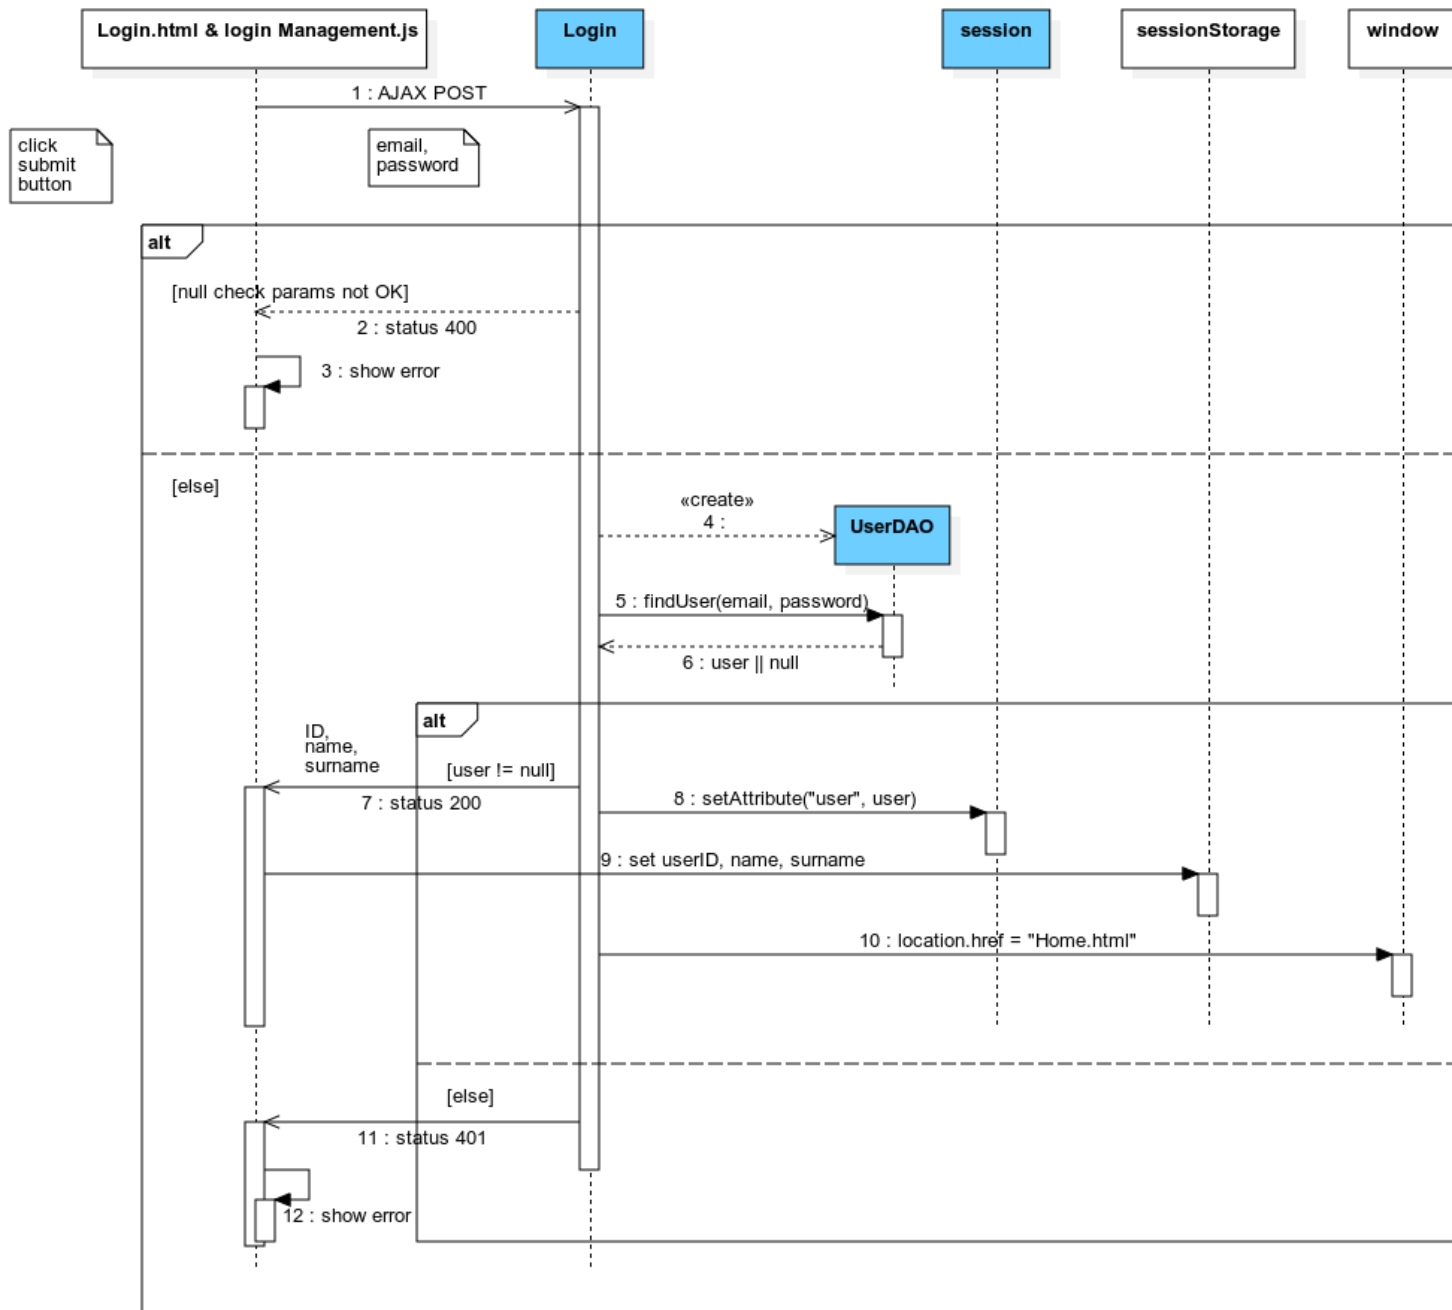 Login.html & login Management.js
Login
session
sessionStorage
window
1 : AJAX POST
click
submit
button
email,
password
alt
[null check params not OK]
2 : status 400
3 : show error
[else]
«create»
4 :
UserDAO
5 : findUser(email, password)
6 : user || null
alt
ID,
name,
surname
[user != null]
7 : status 200
8 : setAttribute("user", user)
9 : set userID, name, surname
10 : location.href = "Home.html"
[else]
11 : status 401
12 : show error